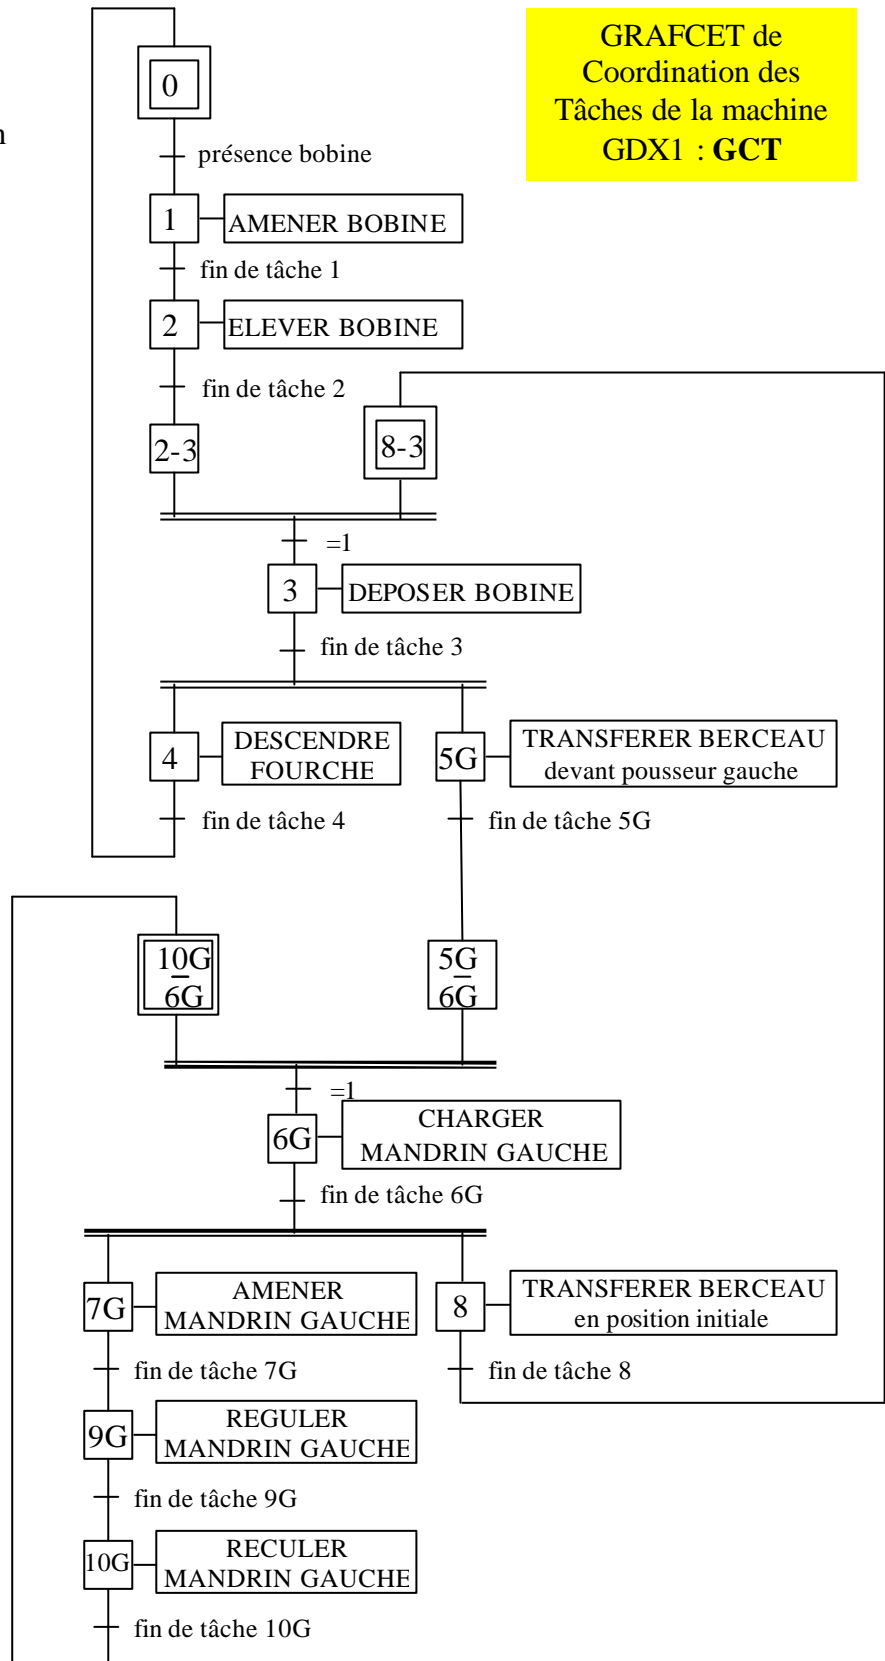 GRAFCET de
Coordination des
Tâches de la machine
GDX1 : GCT
0
n
présence bobine
1
AMENER BOBINE
fin de tâche 1
2
ELEVER BOBINE
fin de tâche 2
2-3
8-3
=1
3
DEPOSER BOBINE
fin de tâche 3
4
DESCENDRE
FOURCHE
5G
TRANSFERER BERCEAU
devant pousseur gauche
fin de tâche 4
fin de tâche 5G
10G
–
6G
5G
–
6G
=1
6G
CHARGER
MANDRIN GAUCHE
fin de tâche 6G
7G
AMENER
MANDRIN GAUCHE
8
TRANSFERER BERCEAU
en position initiale
fin de tâche 7G
fin de tâche 8
9G
REGULER
MANDRIN GAUCHE
fin de tâche 9G
10G
RECULER
MANDRIN GAUCHE
fin de tâche 10G